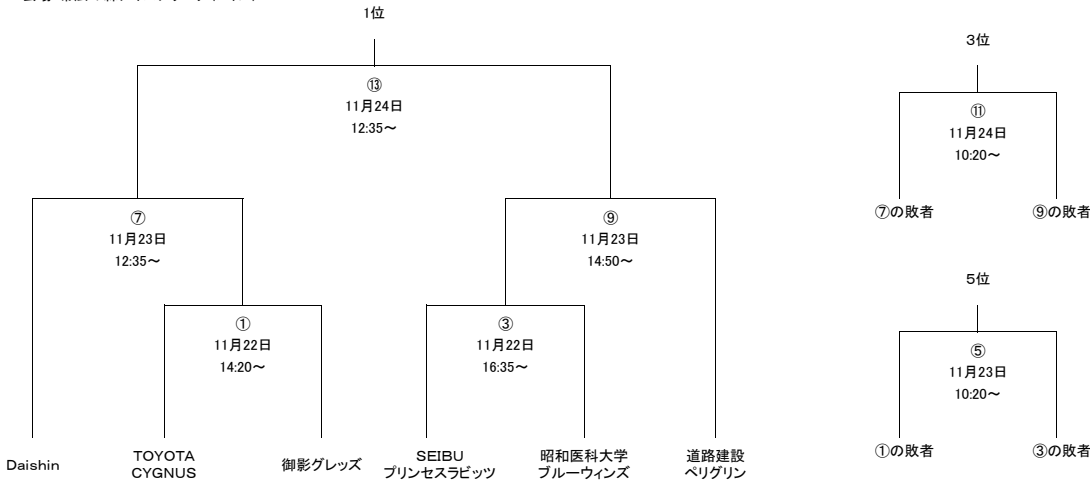 1位
⑬
11月24日
12:35～
⑦
11月23日
12:35～
⑨
11月23日
14:50～
①
11月22日
14:20～
③
11月22日
16:35～
Daishin
TOYOTA
CYGNUS
御影グレッズ
SEIBU
プリンセスラビッツ
昭和医科大学
ブルーウィンズ
道路建設
ペリグリン
3位
⑪
11月24日
10:20～
⑦の敗者
⑨の敗者
5位
⑤
11月23日
10:20～
①の敗者
③の敗者